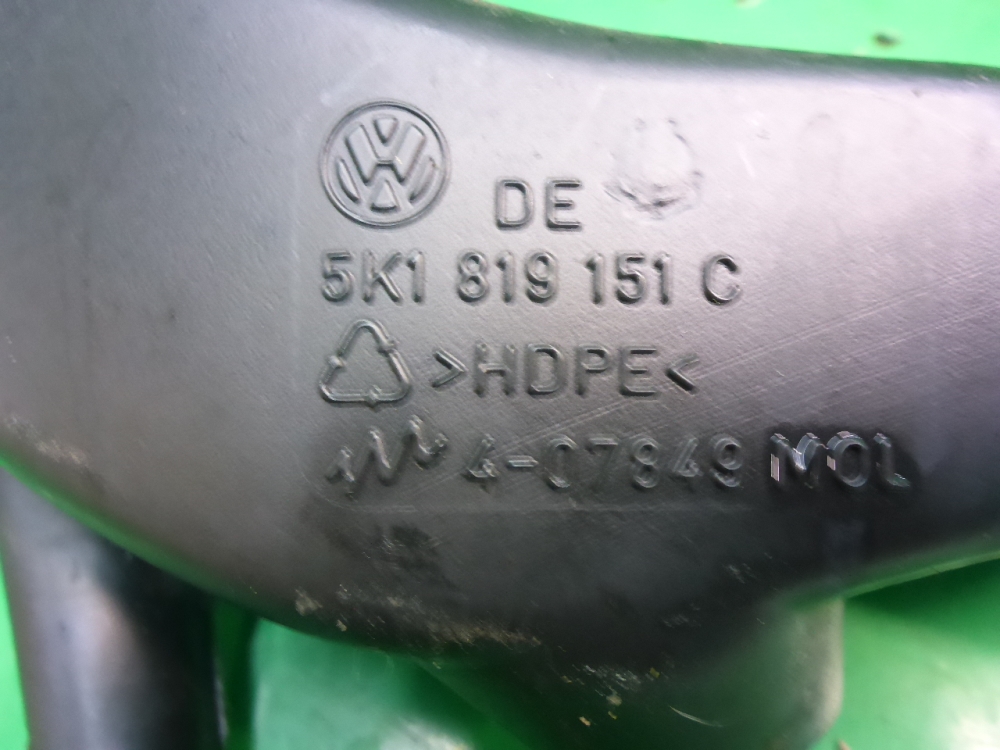 DE
5K1 819 151 C
>HDPE<
4-07849 MOL